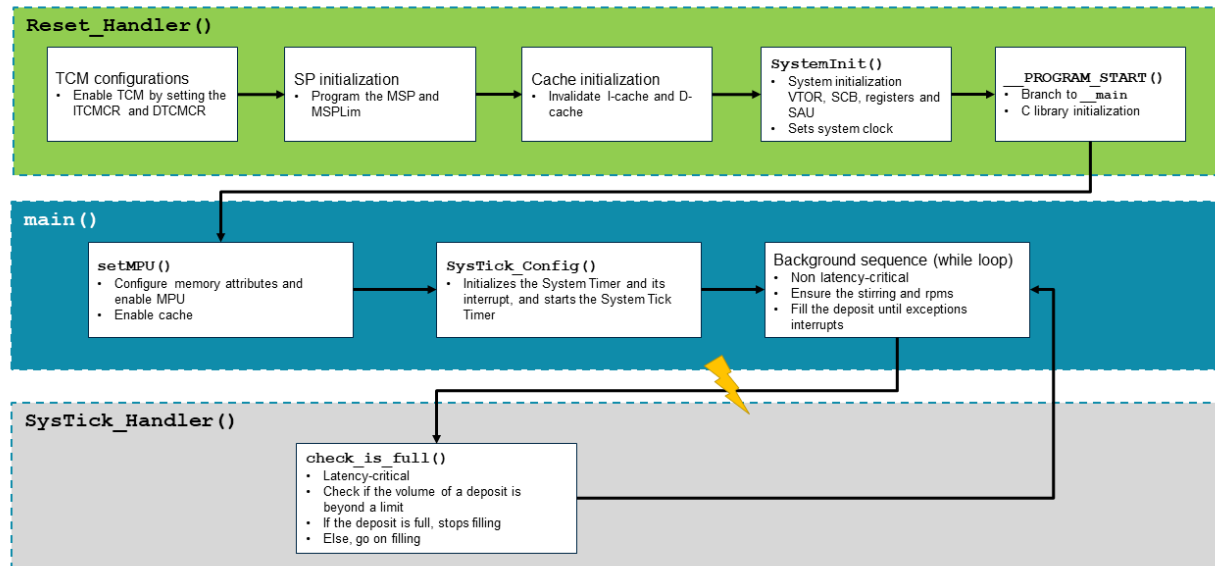 Reset_Handler()
TCM configurations
• Enable TCM by setting the
ITCMCR and DTCMCR
SP initialization
• Program the MSP and
MSPLim
Cache initialization
• Invalidate I-cache and D-
cache
SystemInit()
• System initialization
VTOR, SCB, registers and
SAU
• Sets system clock
__PROGRAM_START()
• Branch to __main
• C library initialization
main()
setMPU()
• Configure memory attributes and
enable MPU
• Enable cache
SysTick_Config()
• Initializes the System Timer and its
interrupt, and starts the System Tick
Timer
Background sequence (while loop)
• Non latency-critical
• Ensure the stirring and rpms
• Fill the deposit until exceptions
interrupts
SysTick_Handler()
check_is_full()
• Latency-critical
• Check if the volume of a deposit is
beyond a limit
• If the deposit is full, stops filling
• Else, go on filling